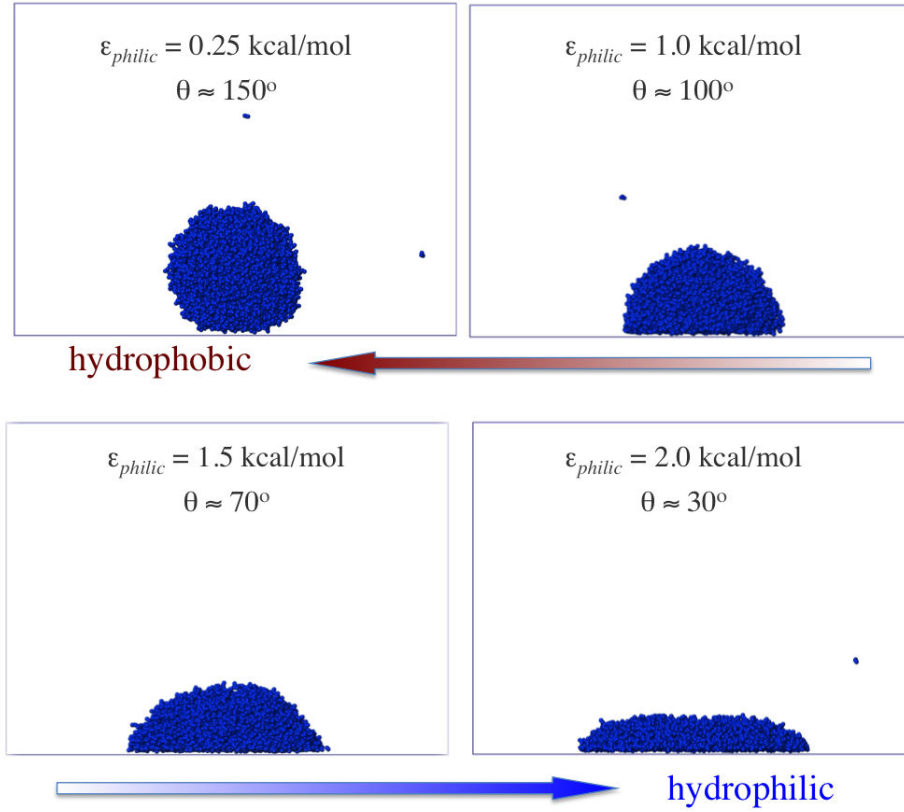 ε_philic = 0.25 kcal/mol
θ ≈ 150°
ε_philic = 1.0 kcal/mol
θ ≈ 100°
hydrophobic
ε_philic = 1.5 kcal/mol
θ ≈ 70°
ε_philic = 2.0 kcal/mol
θ ≈ 30°
hydrophilic